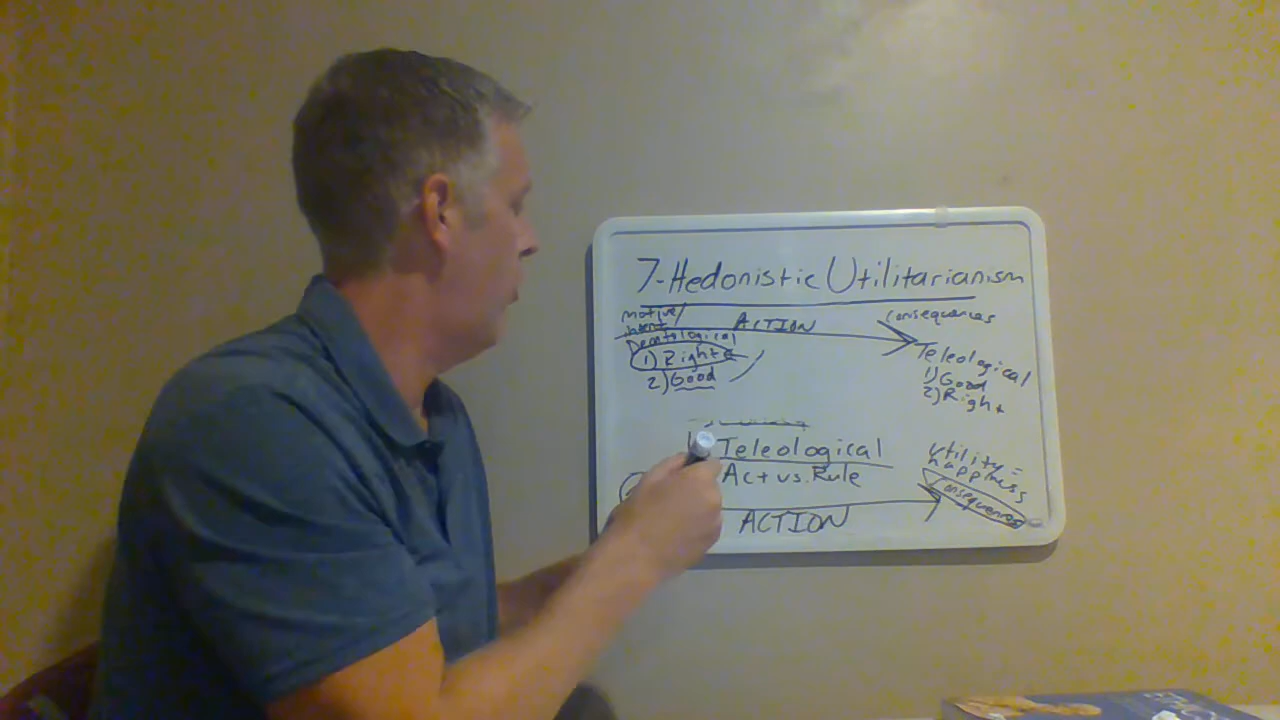 7-Hedonistic Utilitarianism
motive/
ACTION
consequences
Deontological
1) Right
2) Good
Teleological
1) Good
2) Right
Teleological
Act vs. Rule
ACTION
Utility =
happiness
Consequences